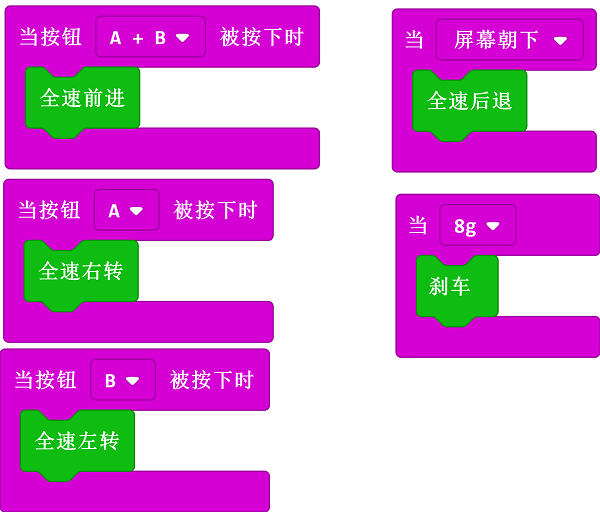 当按钮 A + B 被按下时
全速前进
当按钮 A 被按下时
全速右转
当按钮 B 被按下时
全速左转
当 屏幕朝下
全速后退
当 8g
刹车